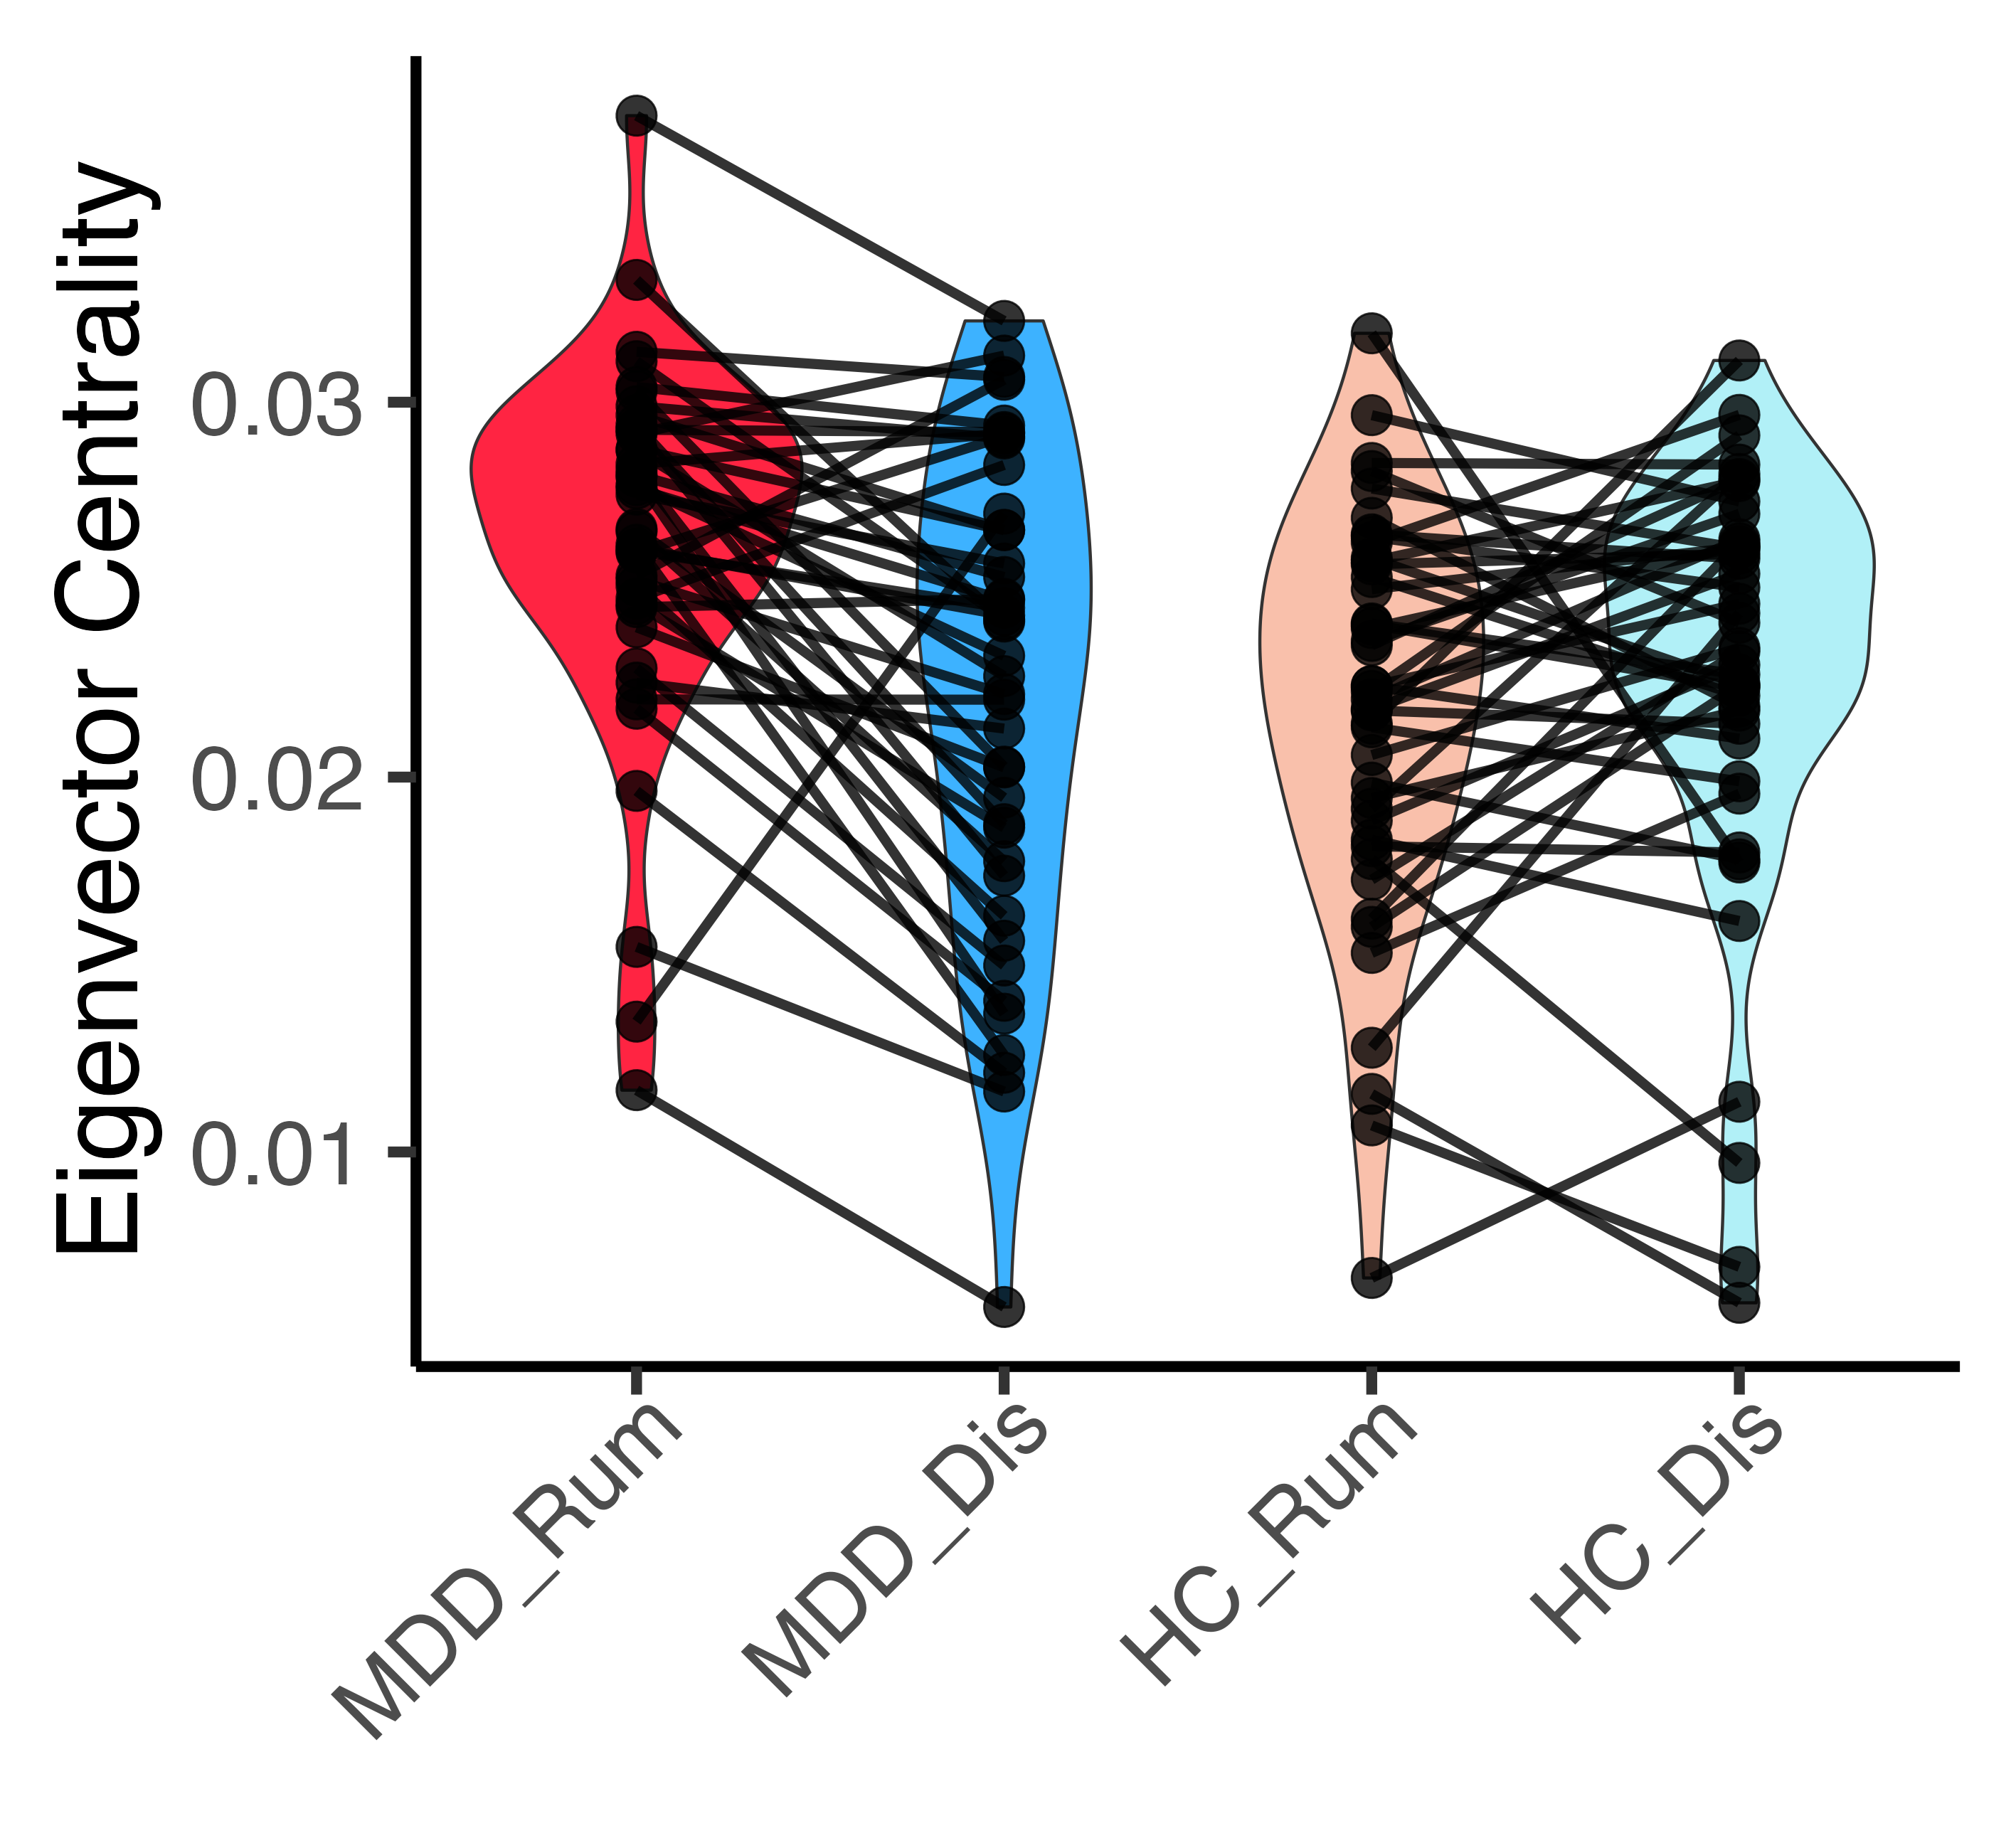 Eigenvector Centrality
0.03
0.02
0.01
MDD_Rum
MDD_Dis
HC_Rum
HC_Dis